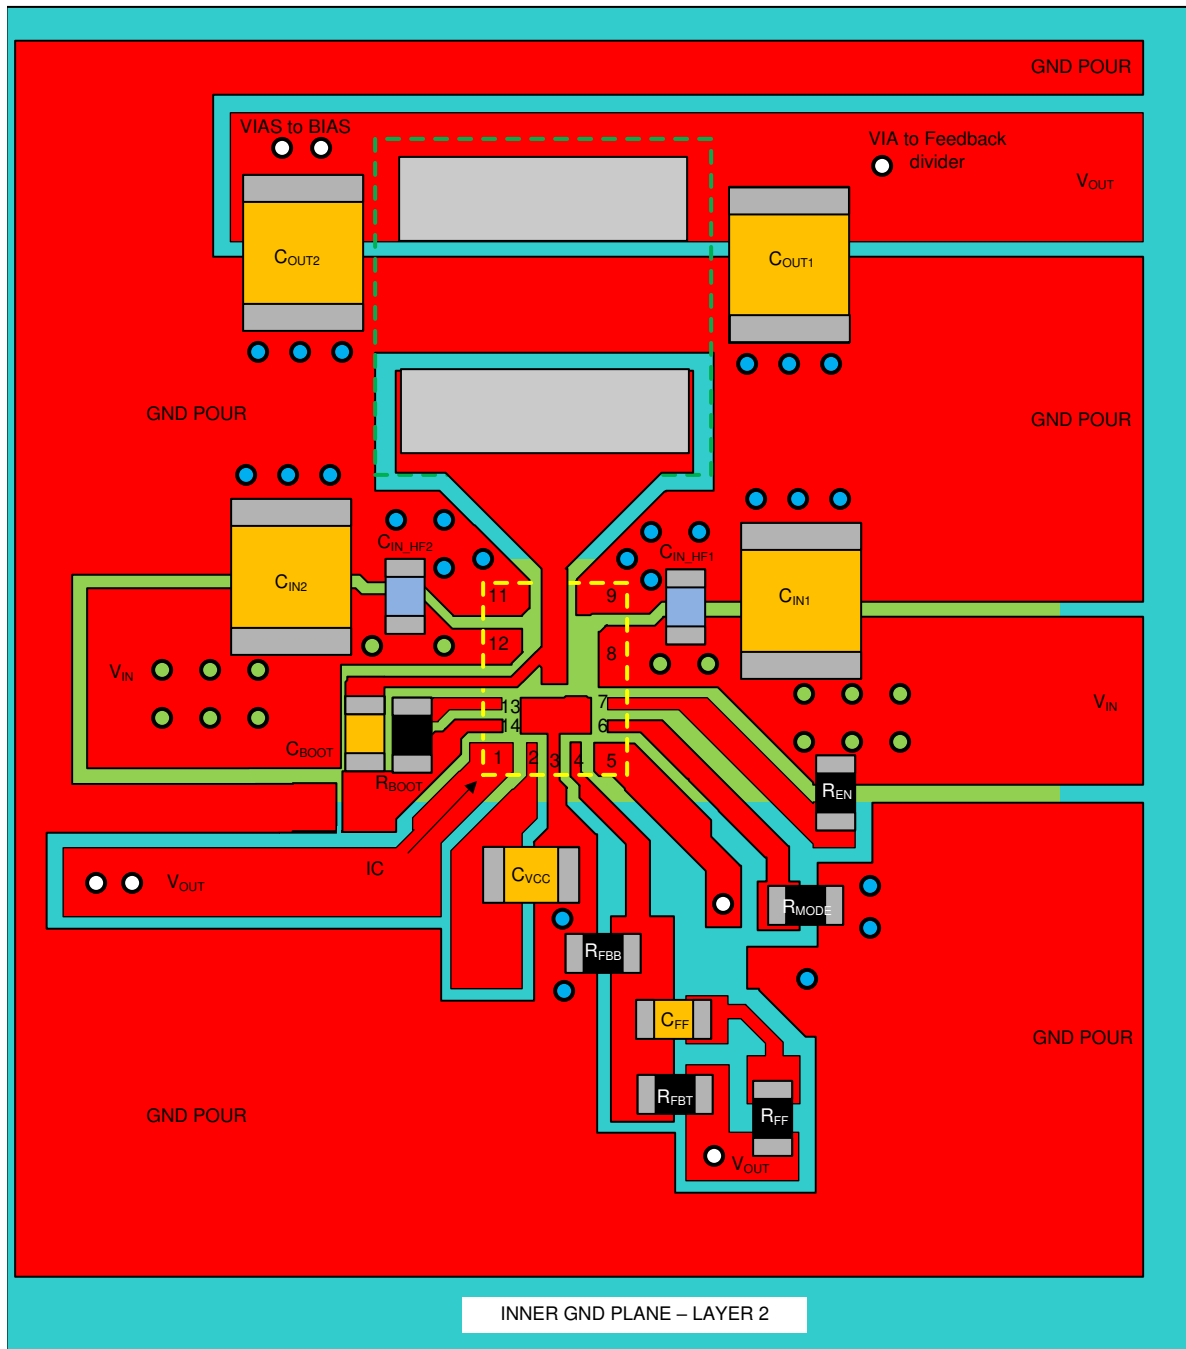 GND POUR
VIAS to BIAS
VIA to Feedback
divider
VOUT
COUT2
COUT1
GND POUR
GND POUR
CIN_HF2
CIN_HF1
CIN2
CIN1
11
9
12
8
VIN
VIN
13
7
14
6
CBOOT
1
2
3
4
5
RBOOT
REN
IC
VOUT
CVCC
RMODE
RFBB
CFF
GND POUR
RFBT
RFF
GND POUR
VOUT
INNER GND PLANE – LAYER 2